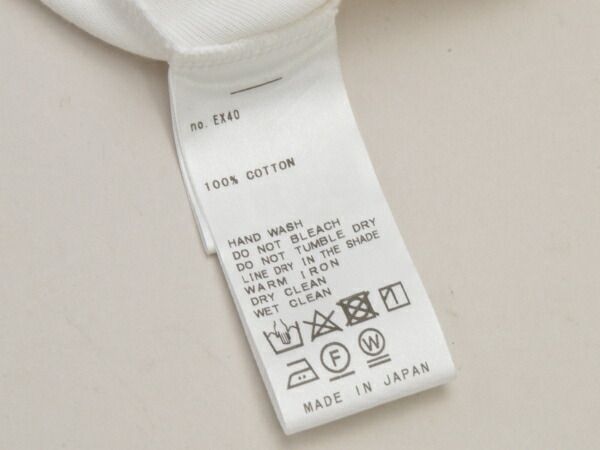 no. EX40
100% COTTON
HAND WASH
DO NOT BLEACH
DO NOT TUMBLE DRY
LINE DRY IN THE SHADE
WARM IRON
DRY CLEAN
WET CLEAN
F W
MADE IN JAPAN